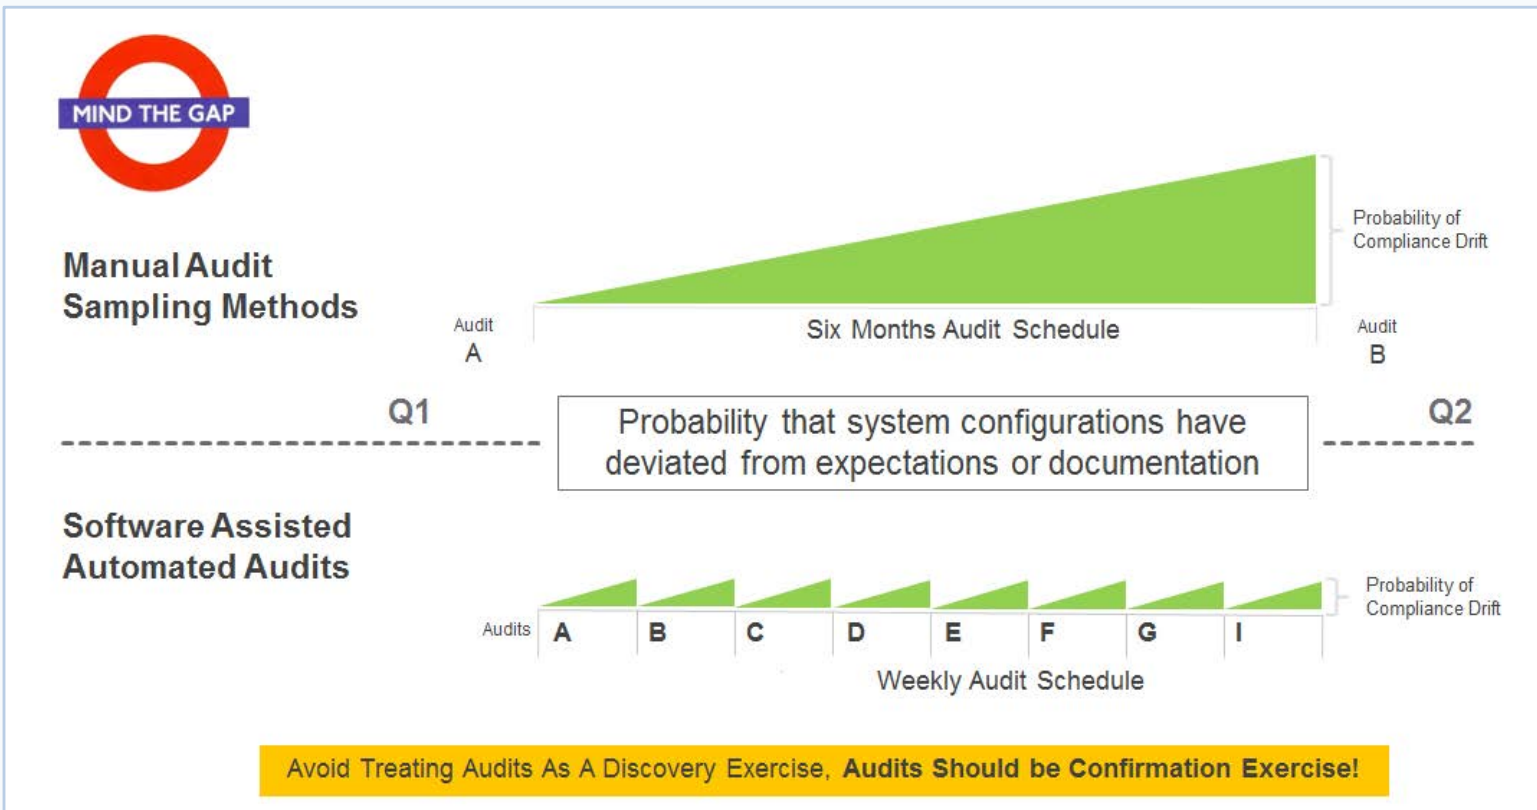 MIND THE GAP
Manual Audit
Sampling Methods
Probability of
Compliance Drift
Audit
A
Six Months Audit Schedule
Audit
B
Q1
Probability that system configurations have
deviated from expectations or documentation
Q2
Software Assisted
Automated Audits
Probability of
Compliance Drift
Audits
A
B
C
D
E
F
G
I
Weekly Audit Schedule
Avoid Treating Audits As A Discovery Exercise, Audits Should be Confirmation Exercise!